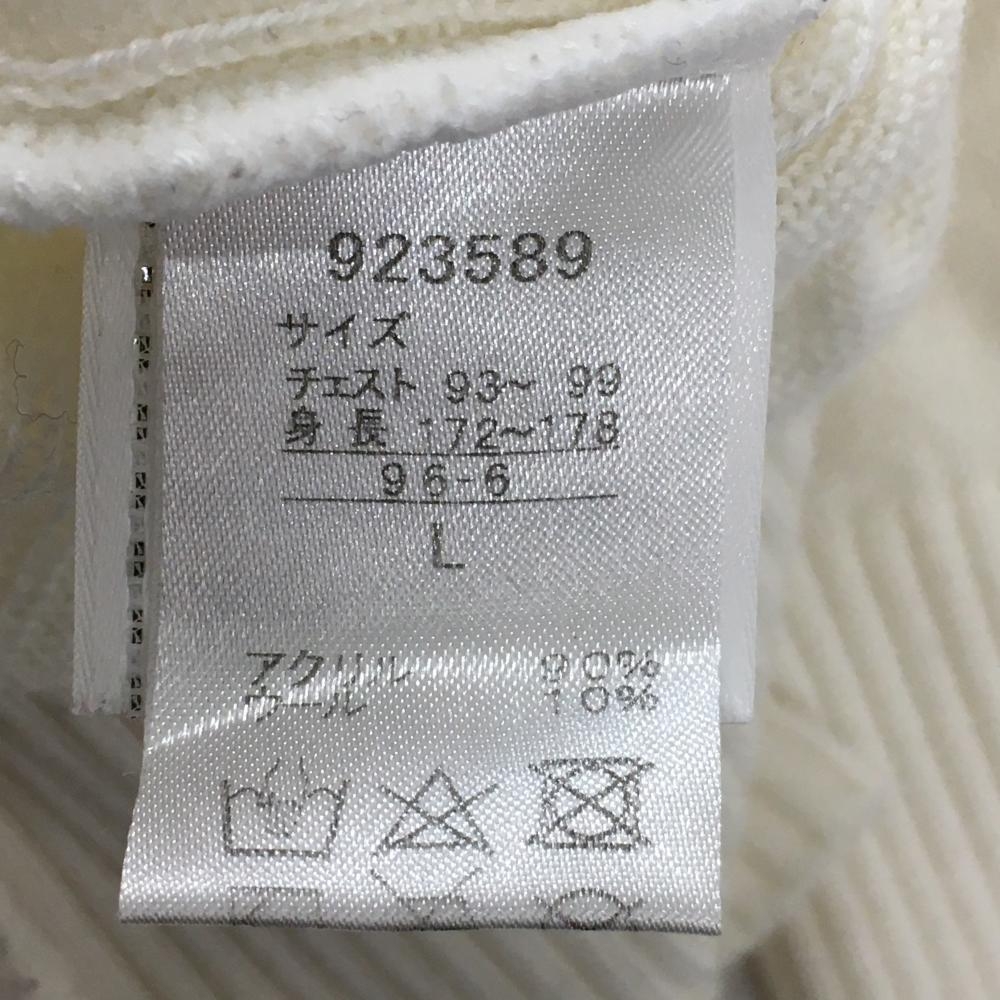 923589
サイズ
チェスト 93〜 99
身長 172〜178
96-6
L
アクリル 90%
ウール 10%